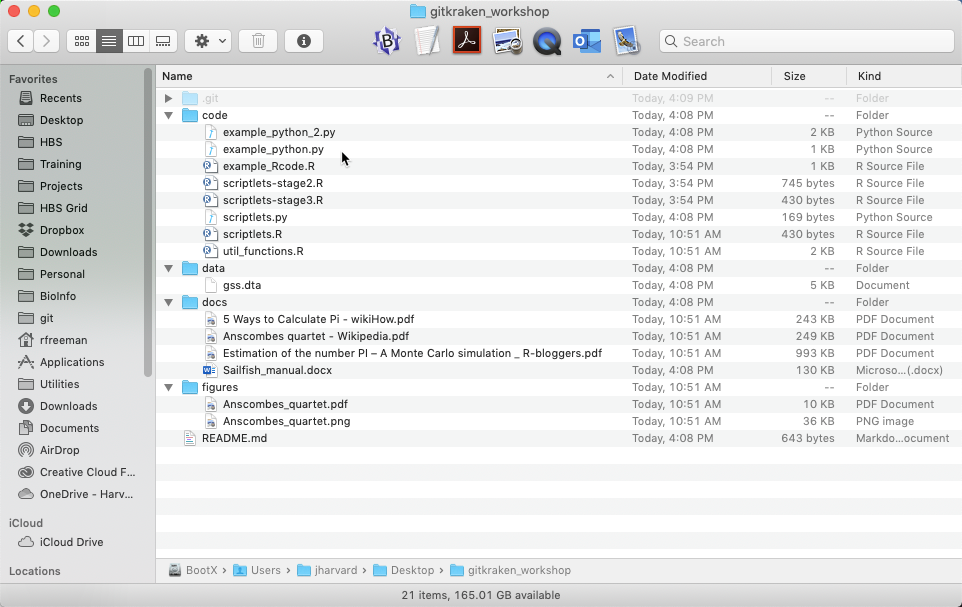 gitkraken_workshop
Search
Favorites
Recents
Desktop
HBS
Training
Projects
HBS Grid
Dropbox
Downloads
Personal
BioInfo
git
rfreeman
Applications
Utilities
Downloads
Documents
AirDrop
Creative Cloud F...
OneDrive - Harv...
iCloud
iCloud Drive
Locations
Name Date Modified Size Kind
.git Today, 4:09 PM -- Folder
code Today, 4:08 PM -- Folder
example_python_2.py Today, 4:08 PM 2 KB Python Source
example_python.py Today, 4:08 PM 1 KB Python Source
example_Rcode.R Today, 3:54 PM 1 KB R Source File
scriptlets-stage2.R Today, 3:54 PM 745 bytes R Source File
scriptlets-stage3.R Today, 3:54 PM 430 bytes R Source File
scriptlets.py Today, 4:08 PM 169 bytes Python Source
scriptlets.R Today, 10:51 AM 430 bytes R Source File
util_functions.R Today, 10:51 AM 2 KB R Source File
data Today, 4:08 PM -- Folder
gss.dta Today, 4:08 PM 5 KB Document
docs Today, 4:08 PM -- Folder
5 Ways to Calculate Pi - wikiHow.pdf Today, 10:51 AM 243 KB PDF Document
Anscombes quartet - Wikipedia.pdf Today, 10:51 AM 249 KB PDF Document
Estimation of the number PI – A Monte Carlo simulation _ R-bloggers.pdf Today, 10:51 AM 993 KB PDF Document
Sailfish_manual.docx Today, 4:08 PM 130 KB Microso...(.docx)
figures Today, 10:51 AM -- Folder
Anscombes_quartet.pdf Today, 10:51 AM 10 KB PDF Document
Anscombes_quartet.png Today, 10:51 AM 36 KB PNG image
README.md Today, 4:08 PM 643 bytes Markdo...ocument
BootX › Users › jharvard › Desktop › gitkraken_workshop
21 items, 165.01 GB available